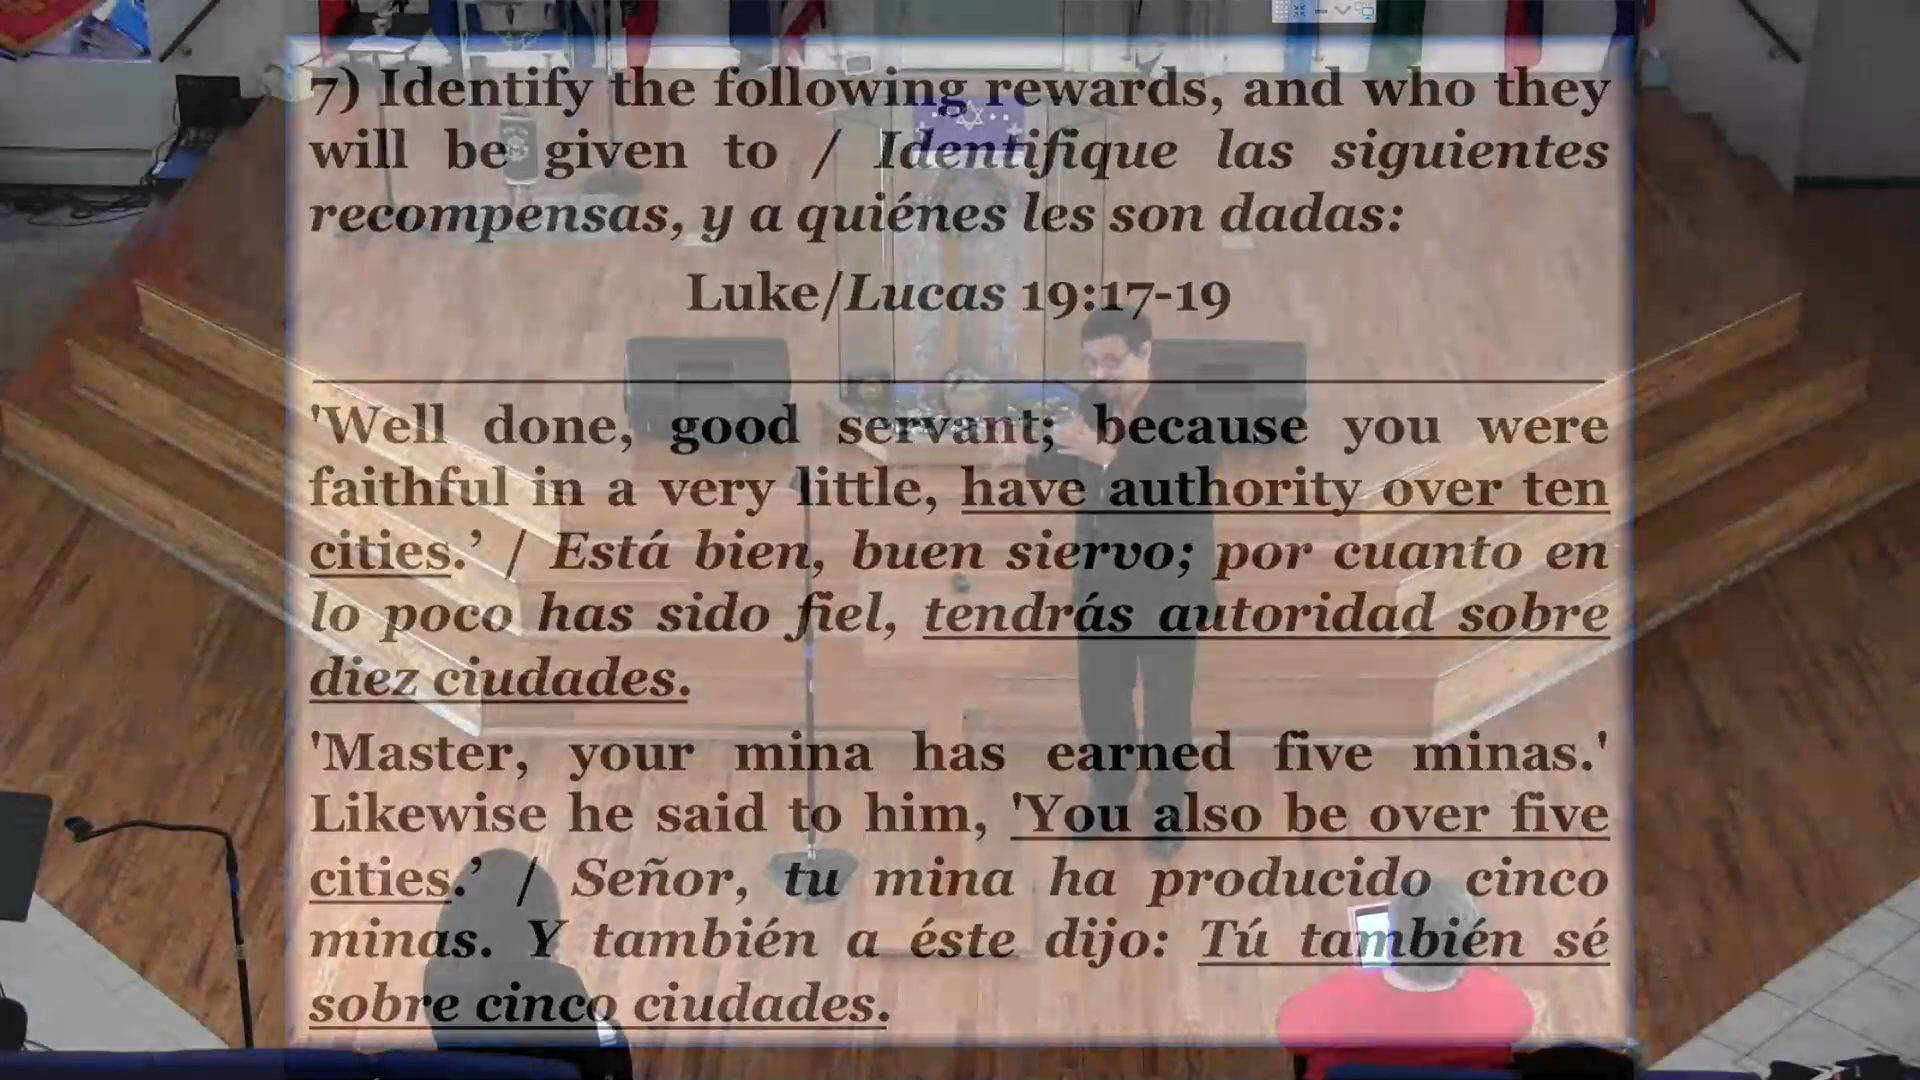 7) Identify the following rewards, and who they
will be given to / Identifique las siguientes
recompensas, y a quiénes les son dadas:
Luke/Lucas 19:17-19
'Well done, good servant; because you were
faithful in a very little, have authority over ten
cities.’ / Está bien, buen siervo; por cuanto en
lo poco has sido fiel, tendrás autoridad sobre
diez ciudades.
'Master, your mina has earned five minas.'
Likewise he said to him, 'You also be over five
cities.’ / Señor, tu mina ha producido cinco
minas. Y también a éste dijo: Tú también sé
sobre cinco ciudades.